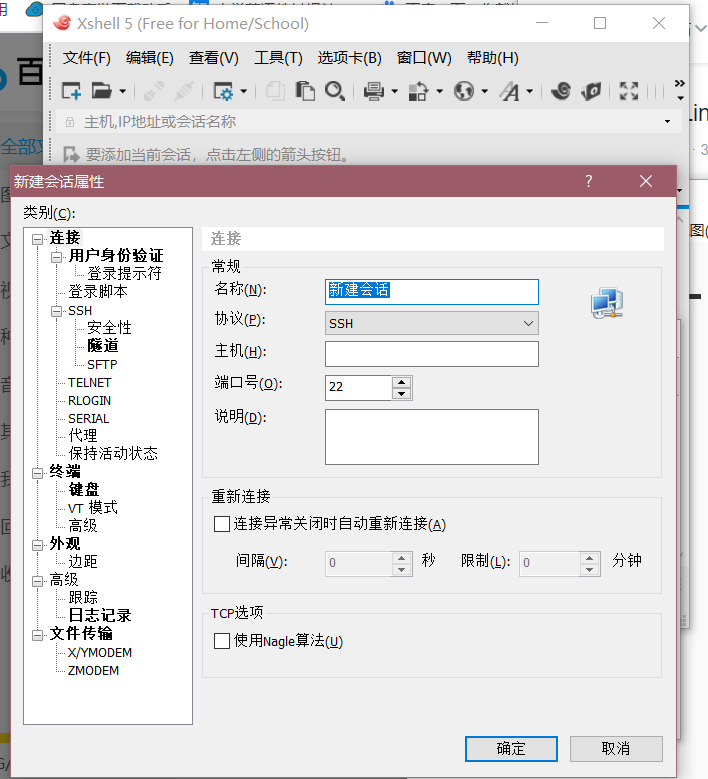 Xshell 5 (Free for Home/School)
文件(F) 编辑(E) 查看(V) 工具(T) 选项卡(B) 窗口(W) 帮助(H)
主机,IP地址或会话名称
要添加当前会话，点击左侧的箭头按钮。
新建会话属性
类别(C):
连接
用户身份验证
登录提示符
登录脚本
SSH
安全性
隧道
SFTP
TELNET
RLOGIN
SERIAL
代理
保持活动状态
终端
键盘
VT 模式
高级
外观
边距
高级
跟踪
日志记录
文件传输
X/YMODEM
ZMODEM
连接
常规
名称(N): 新建会话
协议(P): SSH
主机(H):
端口号(O): 22
说明(D):
重新连接
连接异常关闭时自动重新连接(A)
间隔(V): 0 秒 限制(L): 0 分钟
TCP选项
使用Nagle算法(U)
确定 取消